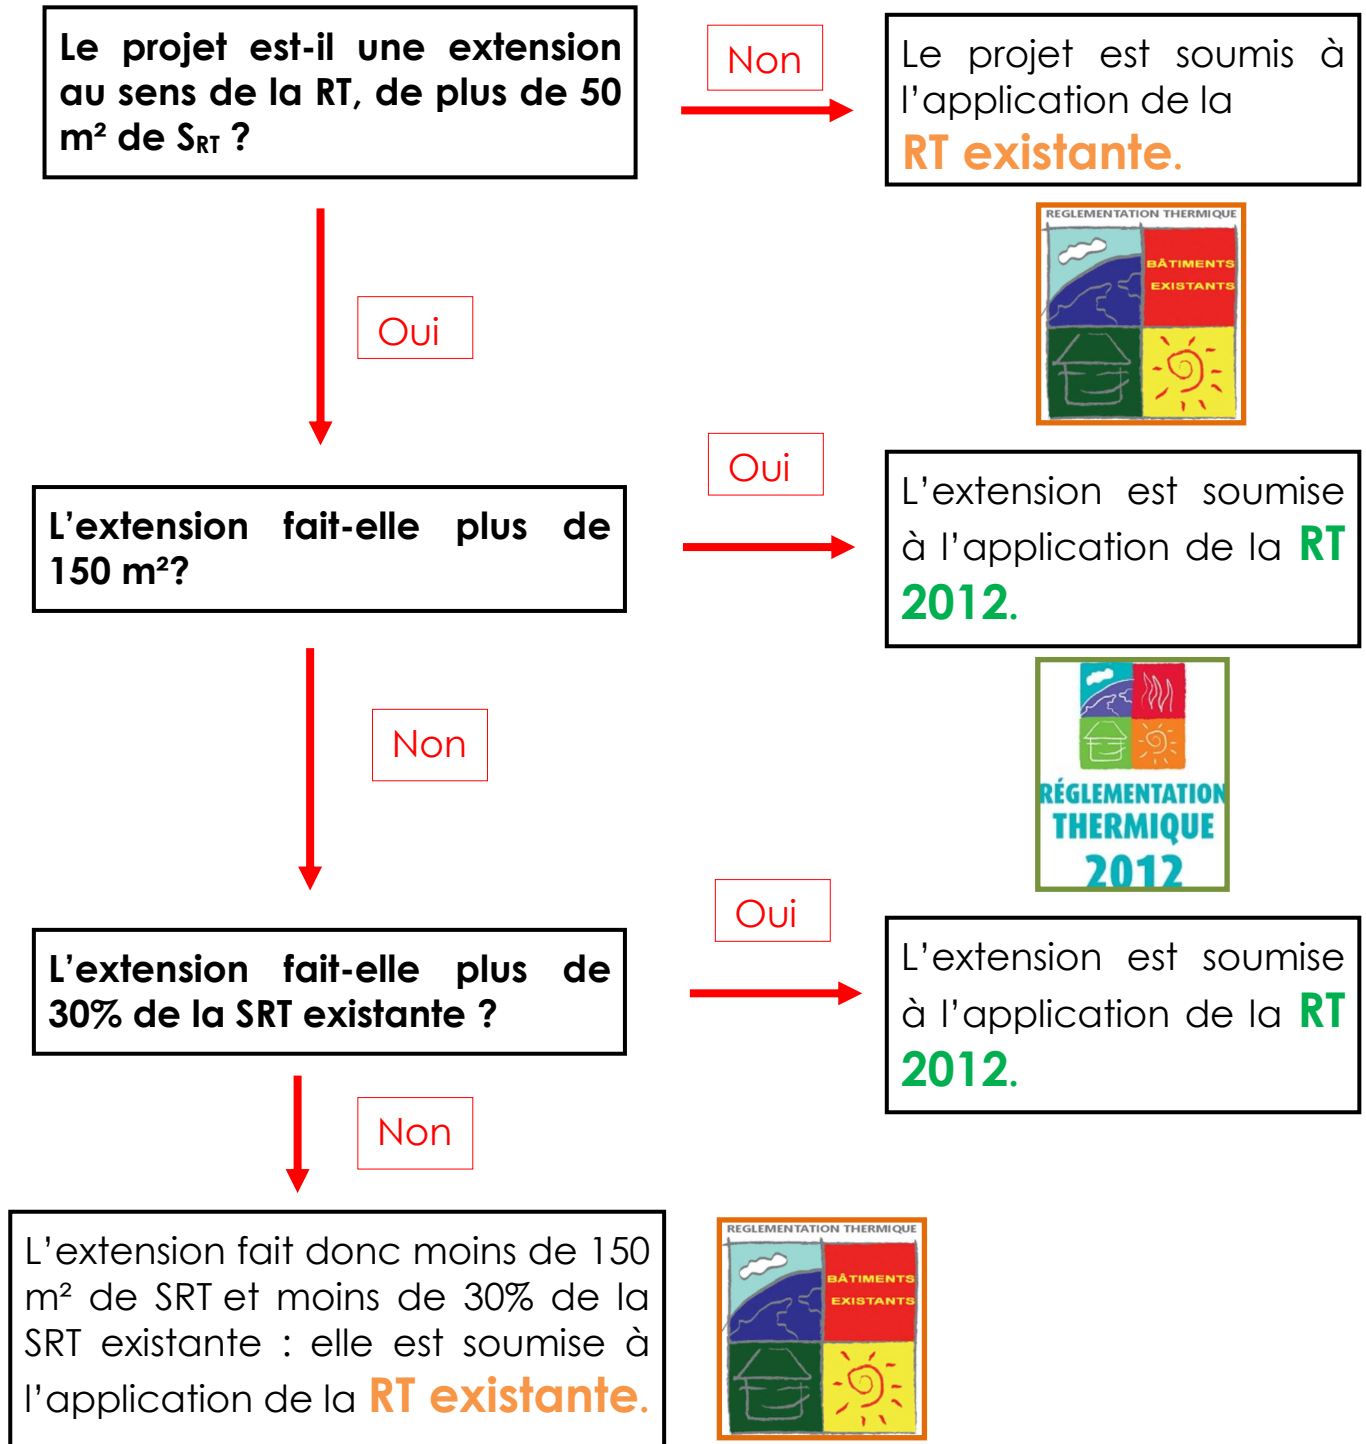 Le projet est-il une extension
au sens de la RT, de plus de 50
m² de SRT ?
Non
Le projet est soumis à
l’application de la
RT existante.
REGLEMENTATION THERMIQUE
BÂTIMENTS
EXISTANTS
Oui
L’extension fait-elle plus de
150 m²?
Oui
L’extension est soumise
à l’application de la RT
2012.
RÉGLEMENTATION
THERMIQUE
2012
Non
L’extension fait-elle plus de
30% de la SRT existante ?
Oui
L’extension est soumise
à l’application de la RT
2012.
Non
L’extension fait donc moins de 150
m² de SRT et moins de 30% de la
SRT existante : elle est soumise à
l’application de la RT existante.
REGLEMENTATION THERMIQUE
BÂTIMENTS
EXISTANTS